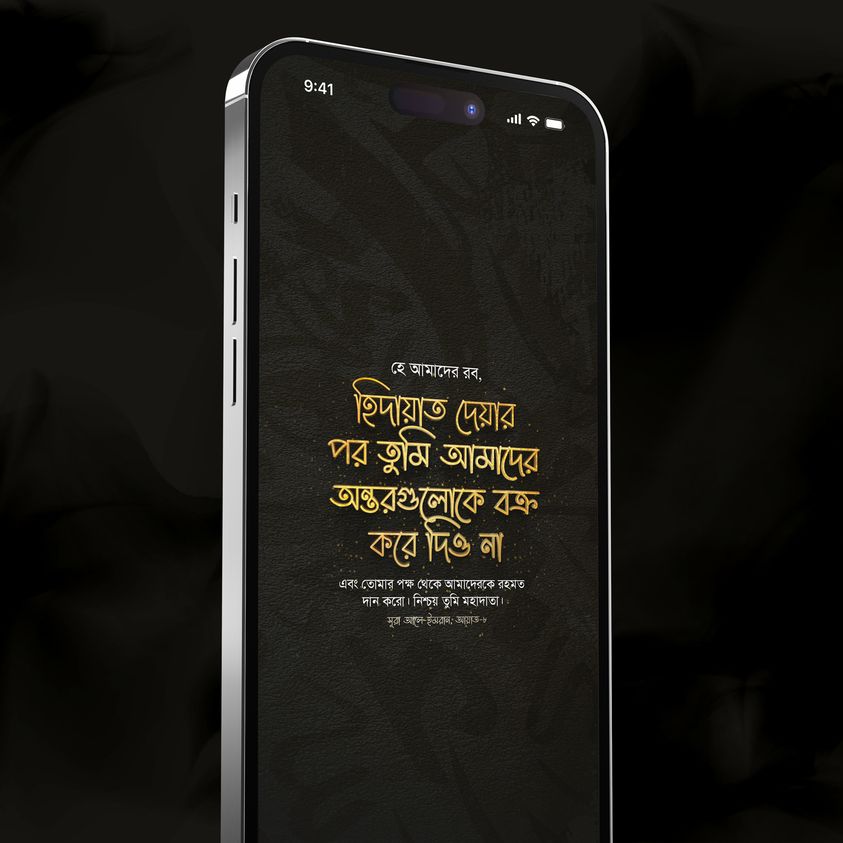 9:41
হে আমাদের রব,
হিদায়াত দেয়ার
পর তুমি আমাদের
অন্তরগুলোকে বক্র
করে দিও না
এবং তোমার পক্ষ থেকে আমাদেরকে রহমত
দান করো। নিশ্চয় তুমি মহাদাতা।
সূরা আলে-ইমরান, আয়াত-৮